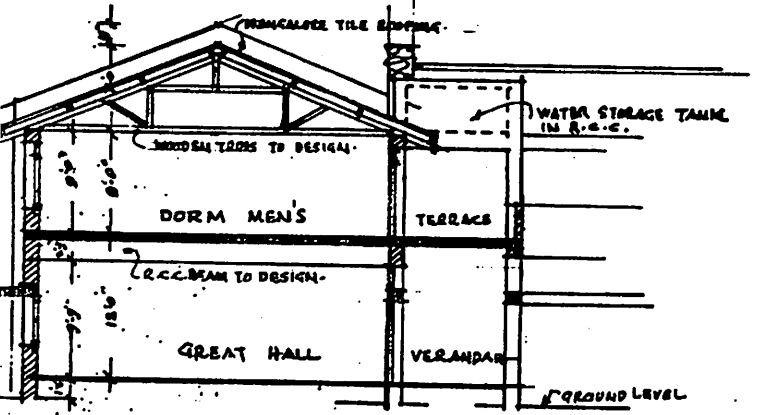 MANGALORE TILE ROOFING.
WATER STORAGE TANK
IN R.C.C.
WOODEN TRUSS TO DESIGN.
DORM MEN'S
TERRACE
R.C.C. BEAM TO DESIGN.
GREAT HALL
VERANDAH
GROUND LEVEL